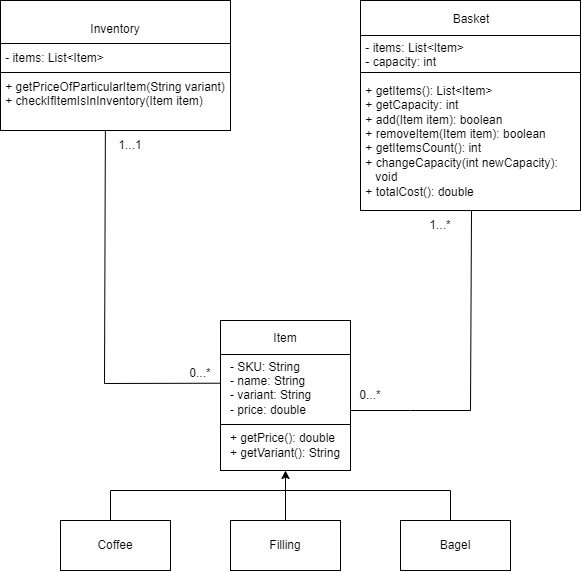 Inventory
- items: List<Item>
+ getPriceOfParticularItem(String variant)
+ checkIfItemIsInInventory(Item item)
1...1
Basket
- items: List<Item>
- capacity: int
+ getItems(): List<Item>
+ getCapacity: int
+ add(Item item): boolean
+ removeItem(Item item): boolean
+ getItemsCount(): int
+ changeCapacity(int newCapacity):
void
+ totalCost(): double
1...*
Item
- SKU: String
- name: String
- variant: String
- price: double
+ getPrice(): double
+ getVariant(): String
0...*
0...*
Coffee
Filling
Bagel